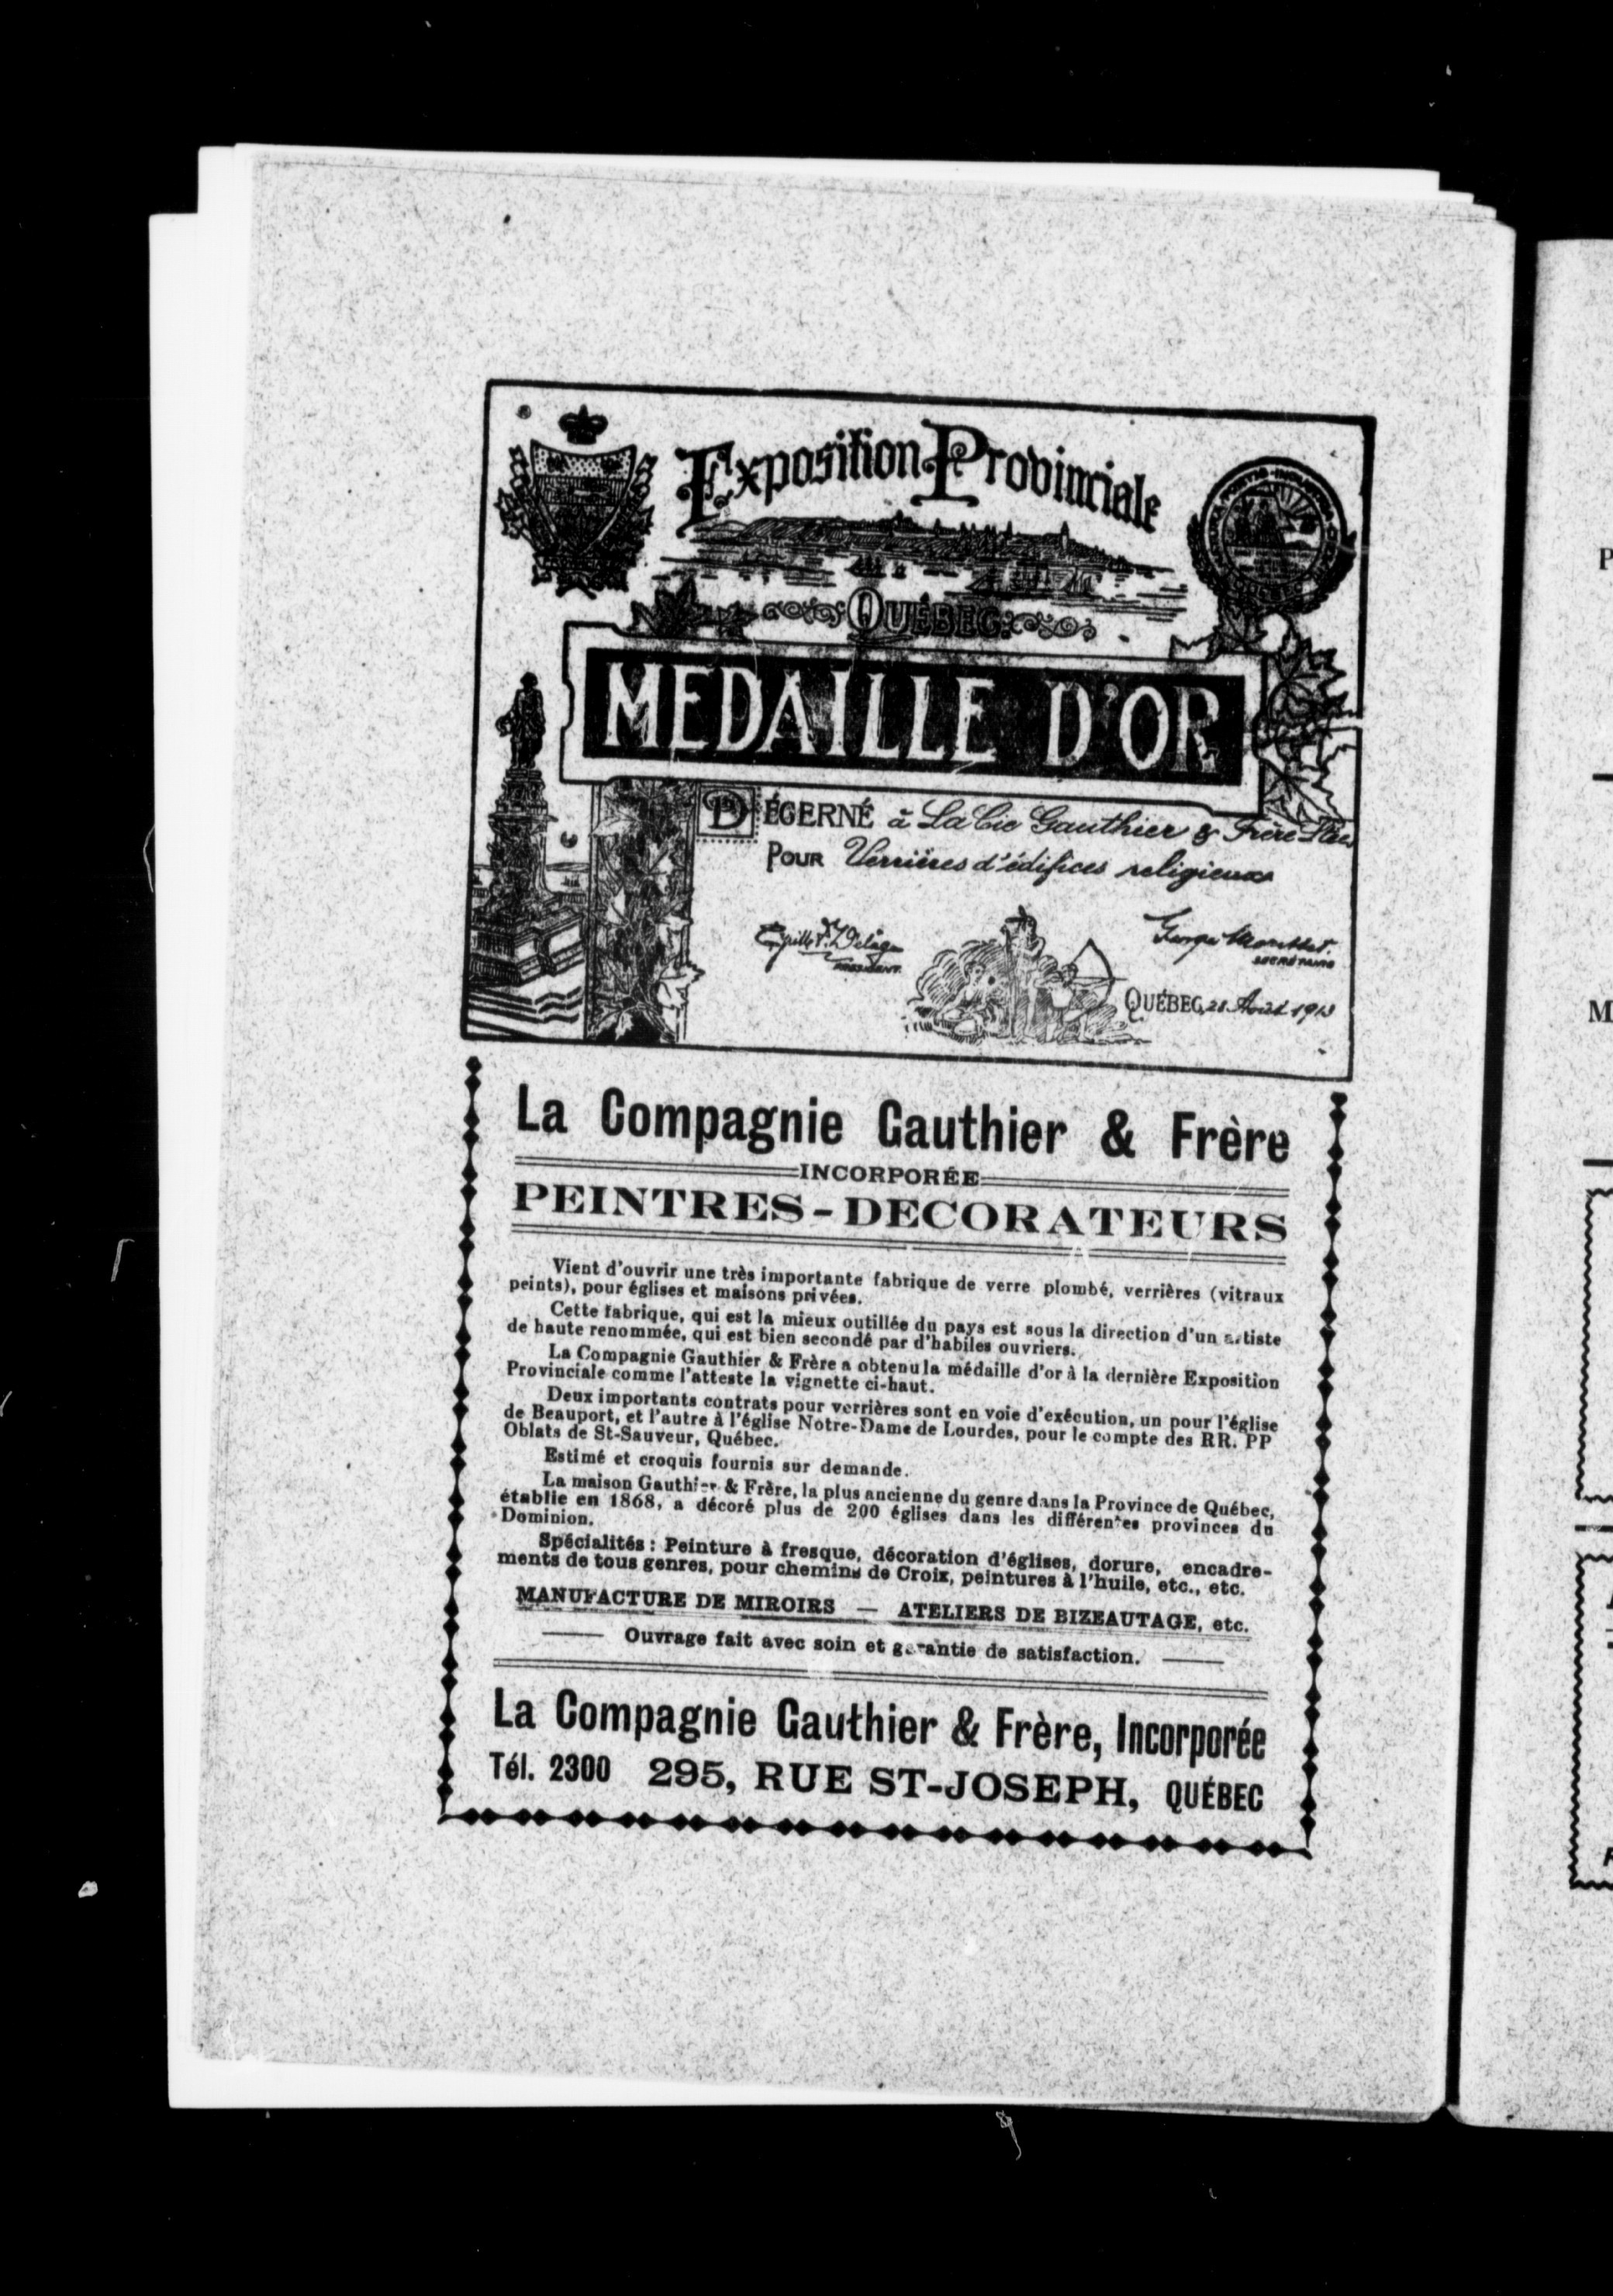 Exposition Provinciale
QUÉBEC.
MEDAILLE D'OR
DÉCERNÉ à La Cie Gauthier & Frère Ltée
POUR Verrières d'édifices religieux
PRÉSIDENT
SECRÉTAIRE
QUÉBEC, 28 Août 1913
La Compagnie Gauthier & Frère
INCORPORÉE
PEINTRES-DECORATEURS
Vient d'ouvrir une très importante fabrique de verre plombé, verrières (vitraux
peints), pour églises et maisons privées.
Cette fabrique, qui est la mieux outillée du pays est sous la direction d'un artiste
de haute renommée, qui est bien secondé par d'habiles ouvriers.
La Compagnie Gauthier & Frère a obtenu la médaille d'or à la dernière Exposition
Provinciale comme l'atteste la vignette ci-haut.
Deux importants contrats pour verrières sont en voie d'exécution, un pour l'église
de Beauport, et l'autre à l'église Notre-Dame de Lourdes, pour le compte des RR. PP
Oblats de St-Sauveur, Québec.
Estimé et croquis fournis sur demande.
La maison Gauthier & Frère, la plus ancienne du genre dans la Province de Québec,
établie en 1868, a décoré plus de 200 églises dans les différentes provinces du
Dominion.
Spécialités : Peinture à fresque, décoration d'églises, dorure, encadre-
ments de tous genres, pour chemins de Croix, peintures à l'huile, etc., etc.
MANUFACTURE DE MIROIRS — ATELIERS DE BIZEAUTAGE, etc.
Ouvrage fait avec soin et garantie de satisfaction.
La Compagnie Gauthier & Frère, Incorporée
Tél. 2300 295, RUE ST-JOSEPH, QUÉBEC